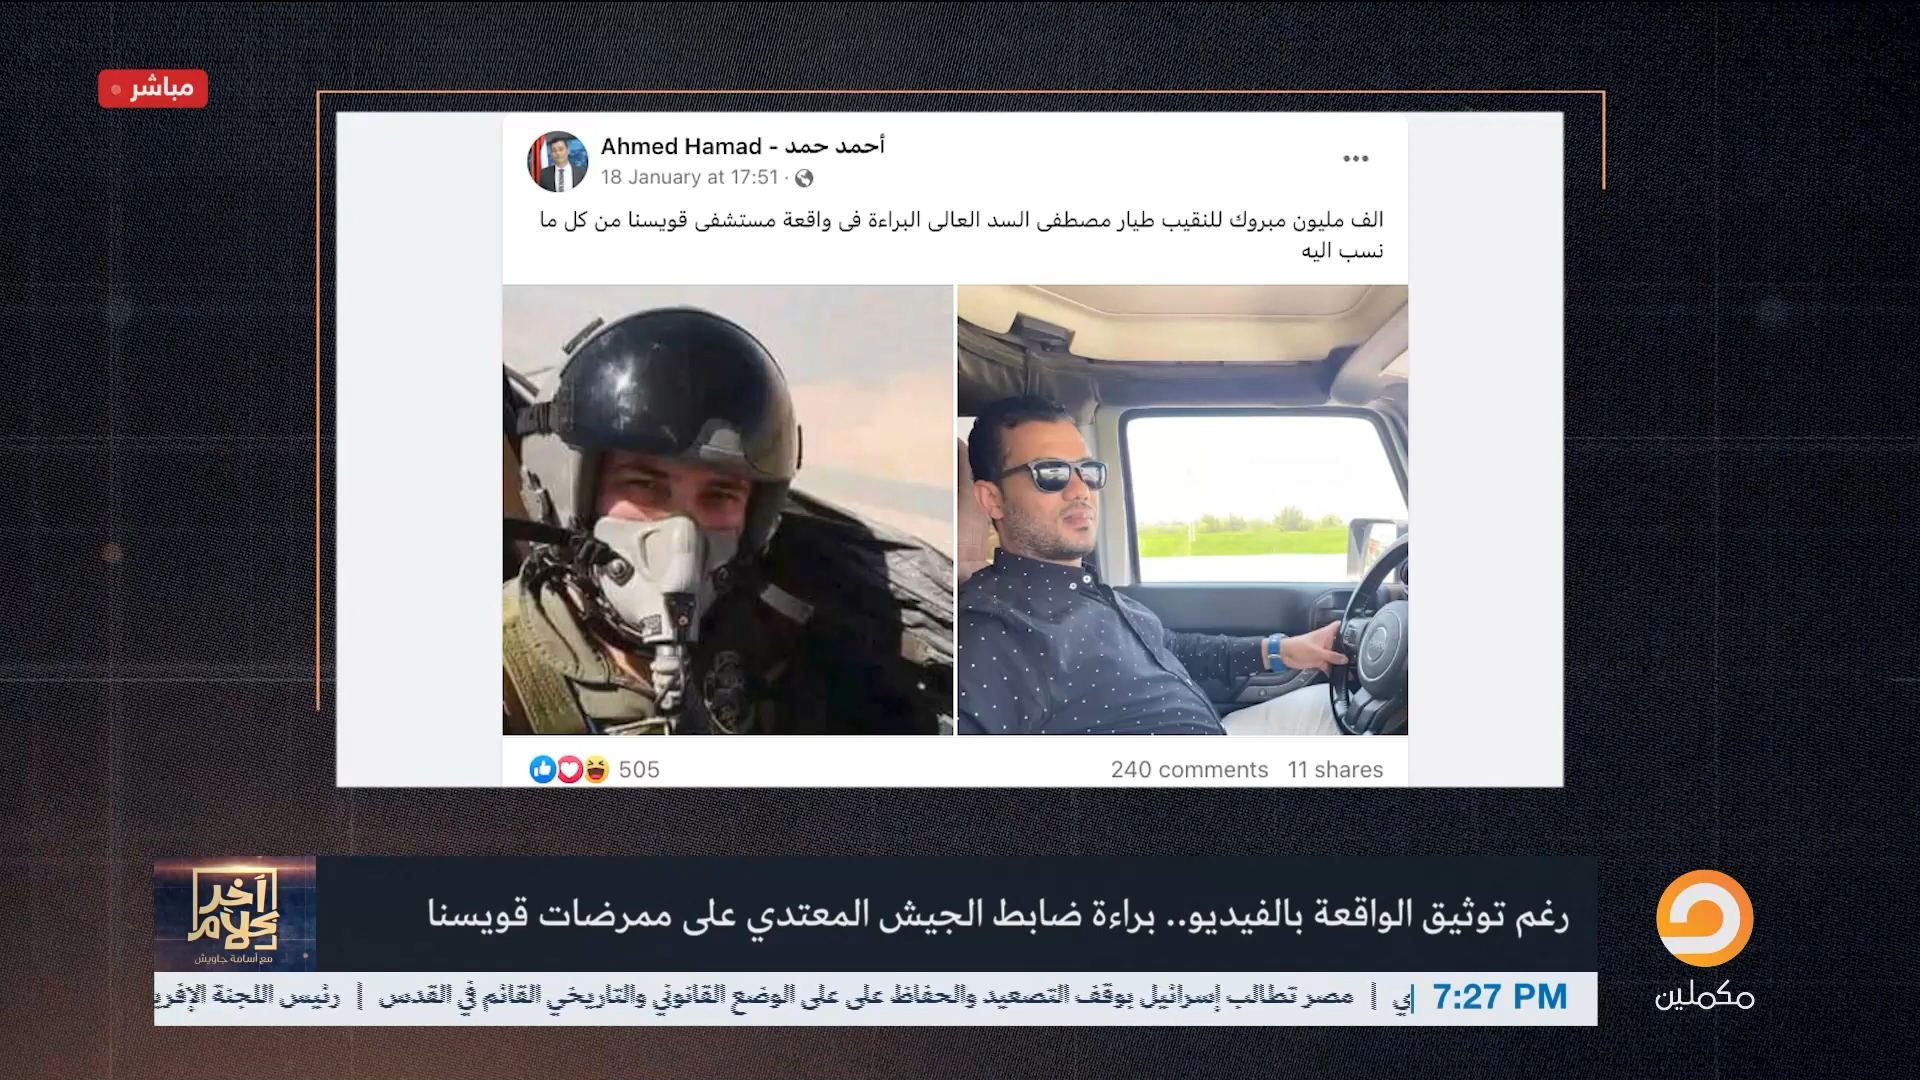 مباشر
Ahmed Hamad - أحمد حمد
18 January at 17:51 ·
الف مليون مبروك للنقيب طيار مصطفى السد العالى البراءة فى واقعة مستشفى قويسنا من كل ما
نسب اليه
505
240 comments 11 shares
آخر
كلام
مع أسامة جاويش
رغم توثيق الواقعة بالفيديو.. براءة ضابط الجيش المعتدي على ممرضات قويسنا
7:27 PM
ي | مصر تطالب إسرائيل بوقف التصعيد والحفاظ على على الوضع القانوني والتاريخي القائم في القدس | رئيس اللجنة الإفري
مكملين